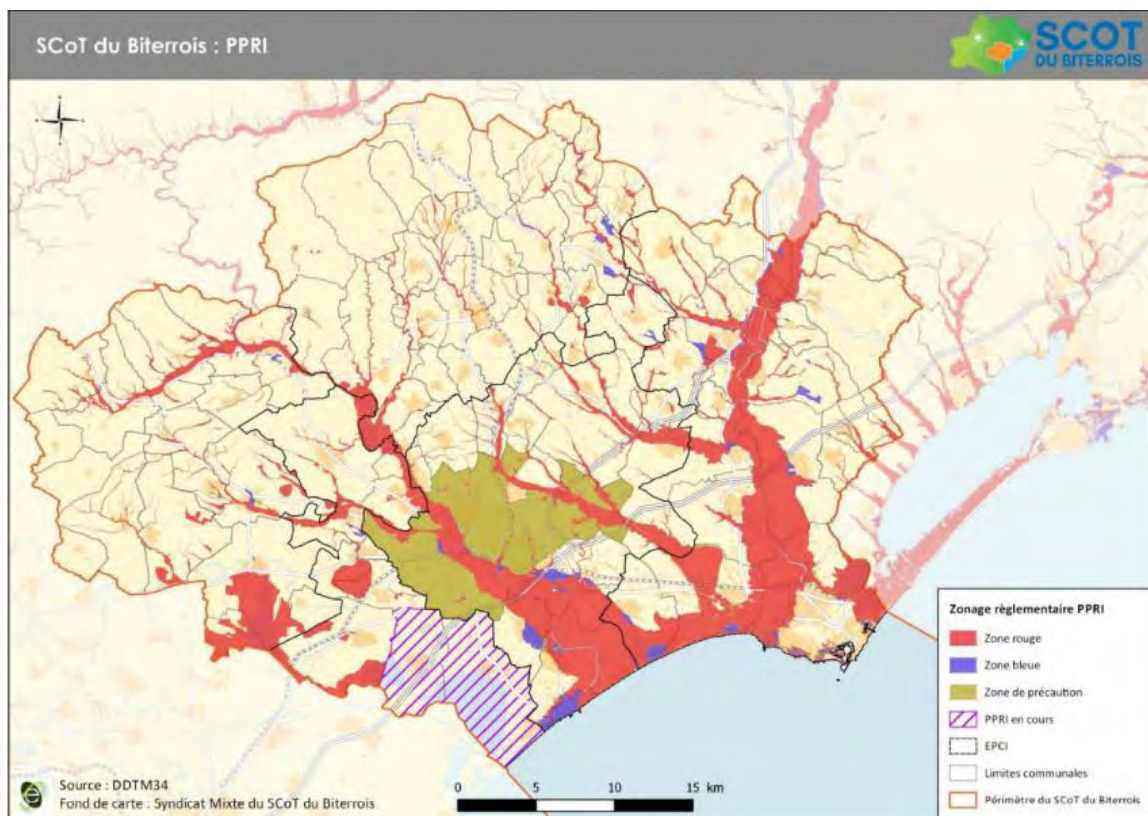 SCoT du Biterrois : PPRI
SCOT
DU BITERROIS
Zonage règlementaire PPRI
Zone rouge
Zone bleue
Zone de précaution
PPRI en cours
EPCI
Limites communales
Périmètre du SCoT du Biterrois
Source : DDTM34
Fond de carte : Syndicat Mixte du SCoT du Biterrois
0 5 10 15 km